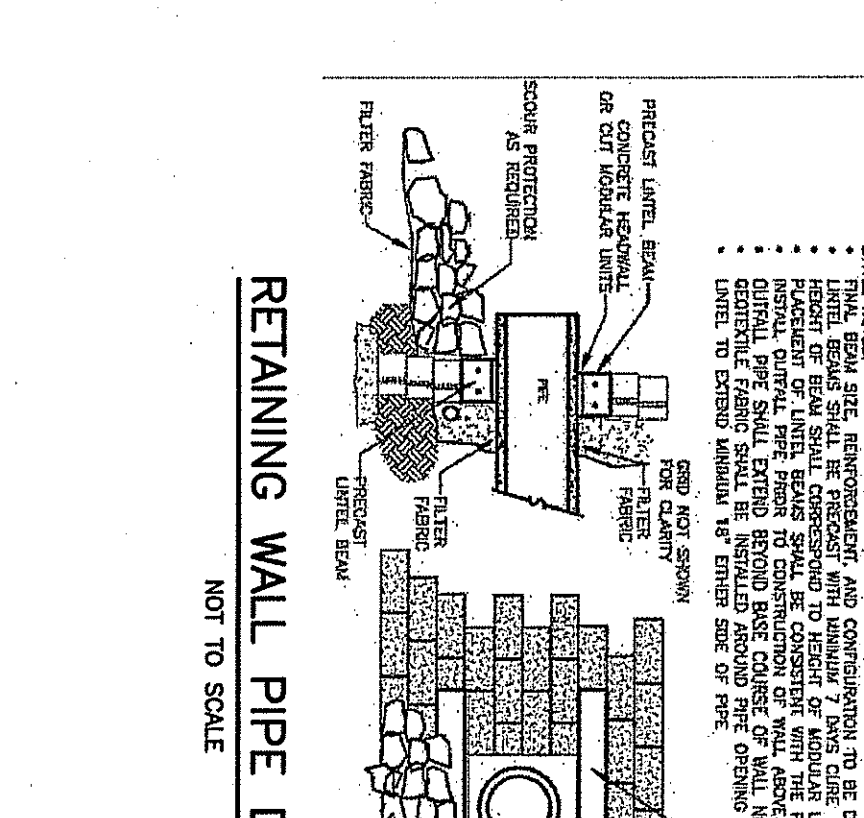 FINAL BEAM SIZE, REINFORCEMENT, AND CONFIGURATION TO BE
LINTEL BEAMS SHALL BE PRECAST WITH MINIMUM 7 DAYS CURE
HEIGHT OF BEAM SHALL CORRESPOND TO HEIGHT OF MODULAR
PLACEMENT OF LINTEL BEAMS SHALL BE CONSISTENT WITH THE
INSTALL OUTFALL PIPE PRIOR TO CONSTRUCTION OF WALL ABOVE
OUTFALL PIPE SHALL EXTEND BEYOND BASE COURSE OF WALL
GEOTEXTILE FABRIC SHALL BE INSTALLED AROUND PIPE OPENING
LINTEL TO EXTEND MINIMUM 18" EITHER SIDE OF PIPE
GRID NOT SHOWN
FOR CLARITY
PRECAST LINTEL BEAM
CONCRETE HEADWALL
OR CUT MODULAR UNITS
FILTER
FABRIC
PIPE
SCOUR PROTECTION
AS REQUIRED
FILTER
FABRIC
FILTER FABRIC
PRECAST
LINTEL BEAM
RETAINING WALL PIPE
NOT TO SCALE